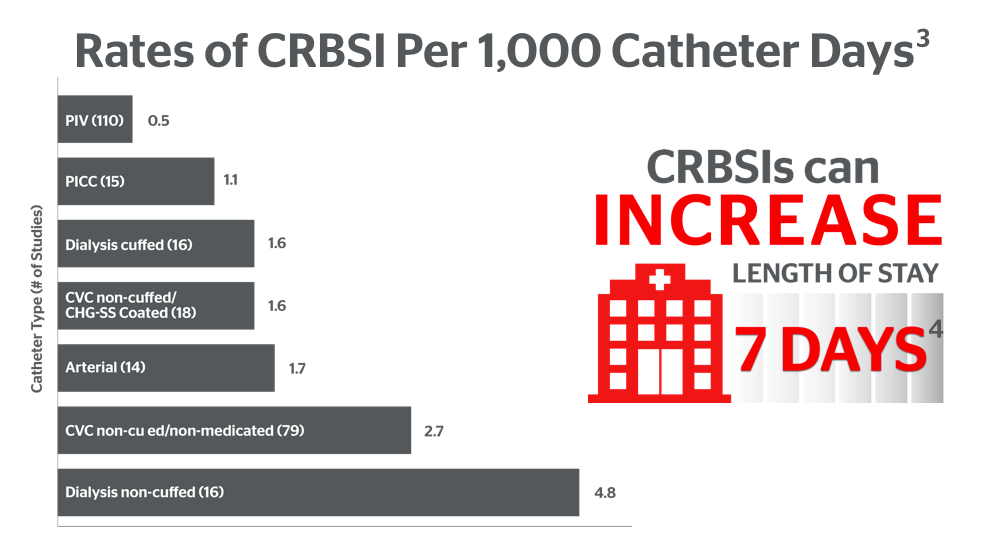 Rates of CRBSI Per 1,000 Catheter Days³
Catheter Type (# of Studies)
PIV (110)
0.5
PICC (15)
1.1
Dialysis cuffed (16)
1.6
CVC non-cuffed/
CHG-SS Coated (18)
1.6
Arterial (14)
1.7
CVC non-cu ed/non-medicated (79)
2.7
Dialysis non-cuffed (16)
4.8
CRBSIs can
INCREASE
LENGTH OF STAY
7 DAYS⁴